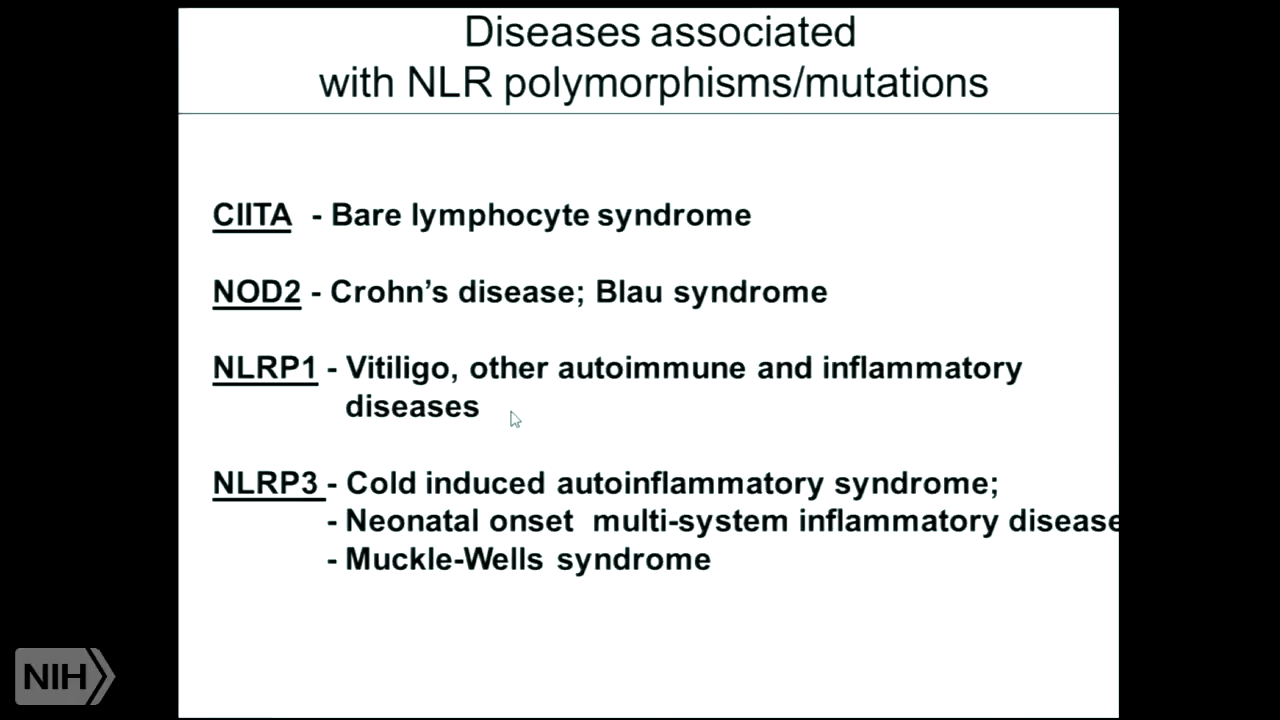 Diseases associated
with NLR polymorphisms/mutations
CIITA - Bare lymphocyte syndrome
NOD2 - Crohn’s disease; Blau syndrome
NLRP1 - Vitiligo, other autoimmune and inflammatory
diseases
NLRP3 - Cold induced autoinflammatory syndrome;
- Neonatal onset multi-system inflammatory disease
- Muckle-Wells syndrome
NIH